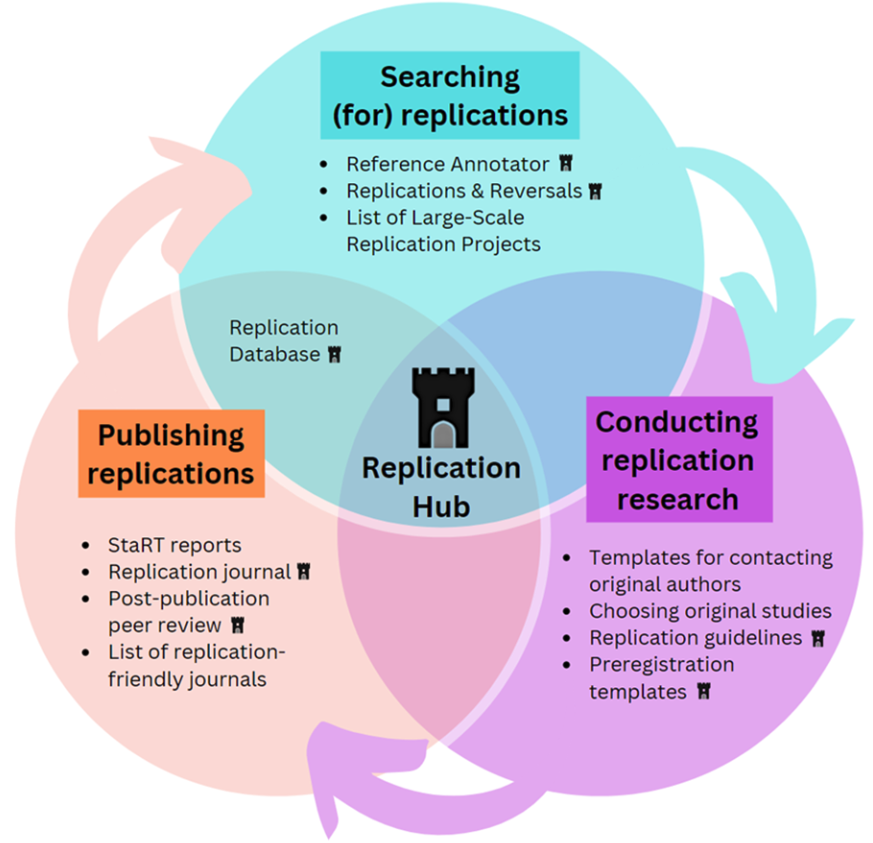 Searching
(for) replications
• Reference Annotator
• Replications & Reversals
• List of Large-Scale
Replication Projects
Replication
Database
Replication
Hub
Publishing
replications
• StaRT reports
• Replication journal
• Post-publication
peer review
• List of replication-
friendly journals
Conducting
replication
research
• Templates for contacting
original authors
• Choosing original studies
• Replication guidelines
• Preregistration
templates